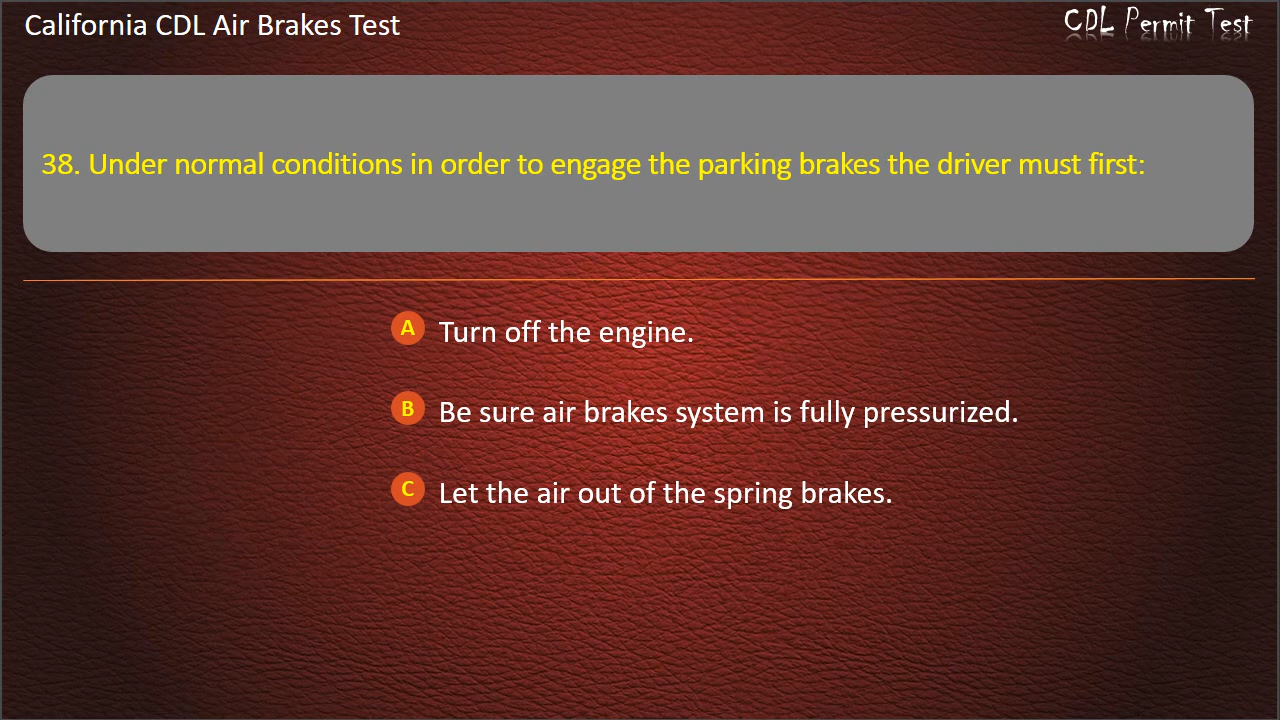 California CDL Air Brakes Test
CDL Permit Test
38. Under normal conditions in order to engage the parking brakes the driver must first:
A Turn off the engine.
B Be sure air brakes system is fully pressurized.
C Let the air out of the spring brakes.